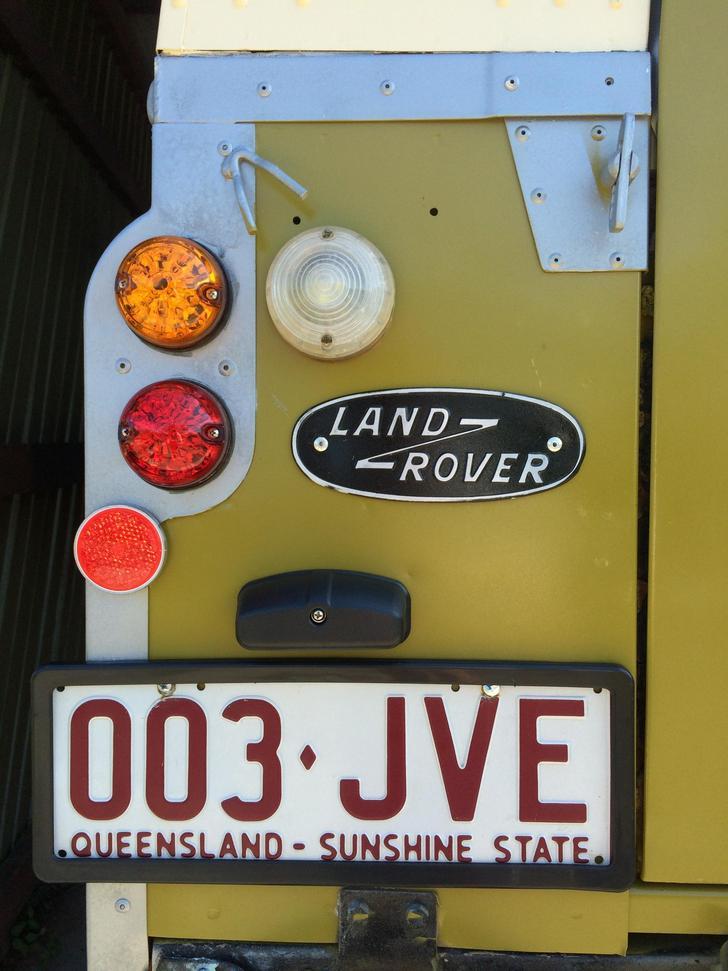 LAND
ROVER
003·JVE
QUEENSLAND - SUNSHINE STATE